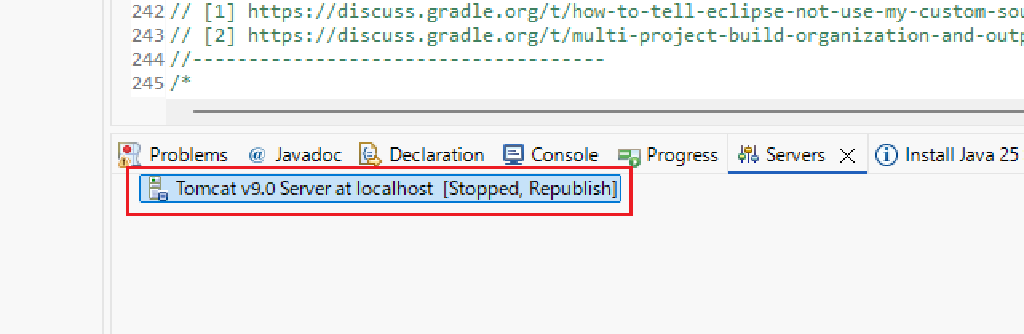 242 // [1] https://discuss.gradle.org/t/how-to-tell-eclipse-not-use-my-custom-sou
243 // [2] https://discuss.gradle.org/t/multi-project-build-organization-and-outp
244 //-------------------------------------
245 /*
Problems @ Javadoc Declaration Console Progress Servers Install Java 25
Tomcat v9.0 Server at localhost [Stopped, Republish]